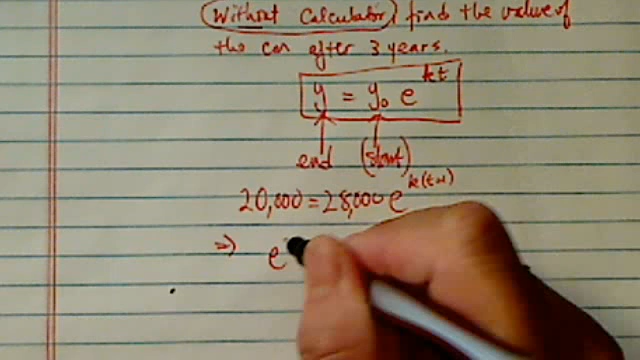 Without Calculator, find the value of
the car after 3 years.
y = y₀ e^kt
end (start)
20,000 = 28,000 e^k(t=1)
⇒ e